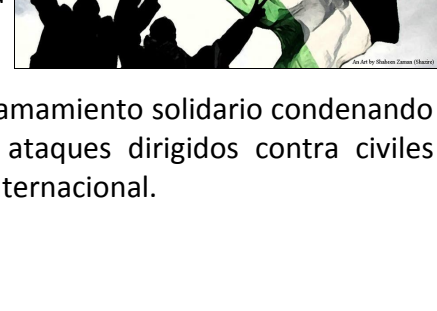 An Art by Shaheen Zaman (Shazire)
amamiento solidario condenando
ataques dirigidos contra civiles
ternacional.